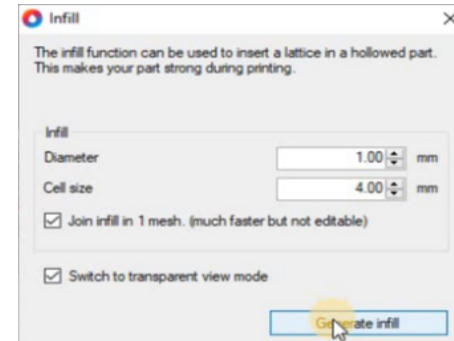 Infill
The infill function can be used to insert a lattice in a hollowed part.
This makes your part strong during printing.
Infill
Diameter 1.00 mm
Cell size 4.00 mm
Join infill in 1 mesh. (much faster but not editable)
Switch to transparent view mode
Generate infill